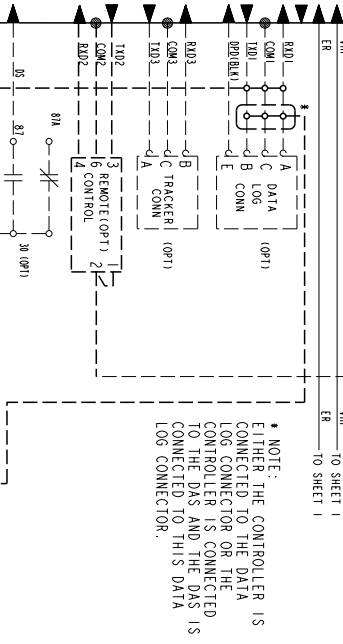 ER
TO SHEET 1
ER
TO SHEET 1
RXD1
COM1
TXD1
DPD(BLK)
*
A
C
B
E
DATA
LOG
CONN
(OPT)
RXD3
COM3
TXD3
B
C
A
TRACKER
CONN
(OPT)
TXD2
COM2
RXD2
3
6
4
1
2
REMOTE(OPT)
CONTROL
DS
87
87A
30 (OPT)
* NOTE:
EITHER THE CONTROLLER IS
CONNECTED TO THE DATA
LOG CONNECTOR OR THE
CONTROLLER IS CONNECTED
TO THE DAS AND THE DAS IS
CONNECTED TO THIS DATA
LOG CONNECTOR.